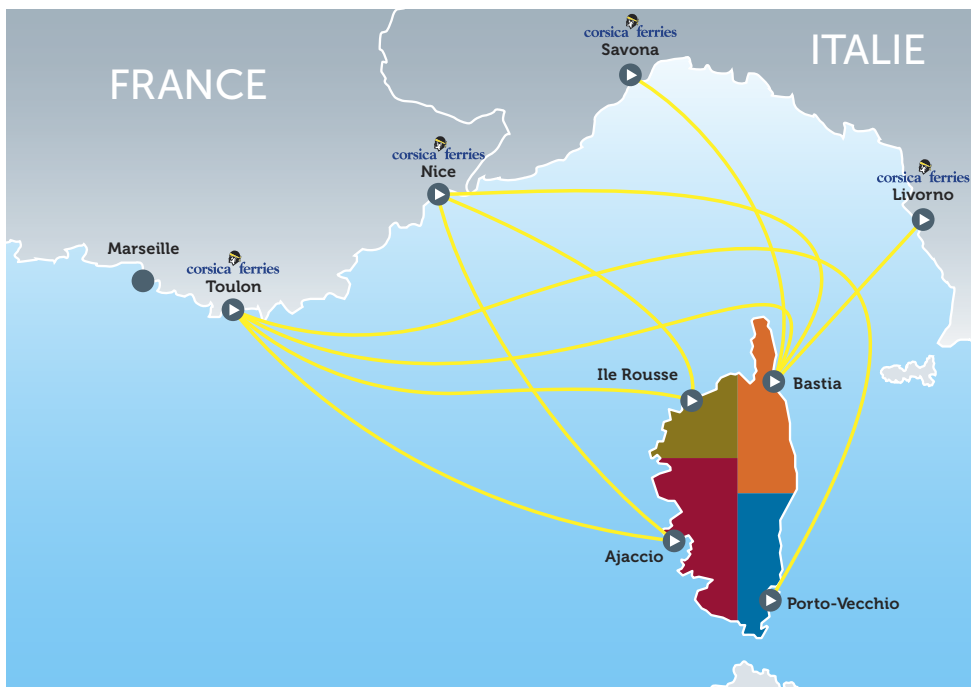 corsica ferries
Savona
ITALIE
FRANCE
corsica ferries
Nice
corsica ferries
Livorno
Marseille
corsica ferries
Toulon
Ile Rousse
Bastia
Ajaccio
Porto-Vecchio